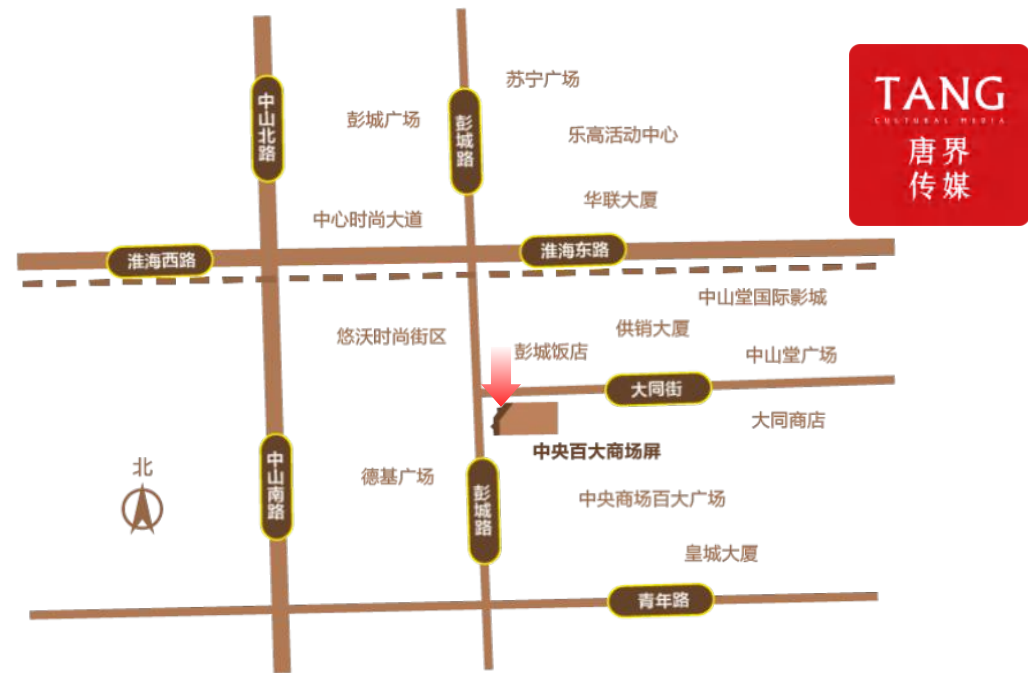 苏宁广场
TANG
CULTURAL MEDIA
中山北路
彭城广场
彭城路
乐高活动中心
唐界
传媒
华联大厦
中心时尚大道
淮海西路
淮海东路
中山堂国际影城
悠沃时尚街区
供销大厦
彭城饭店
中山堂广场
大同街
大同商店
中央百大商场屏
北
中山南路
德基广场
彭城路
中央商场百大广场
皇城大厦
青年路